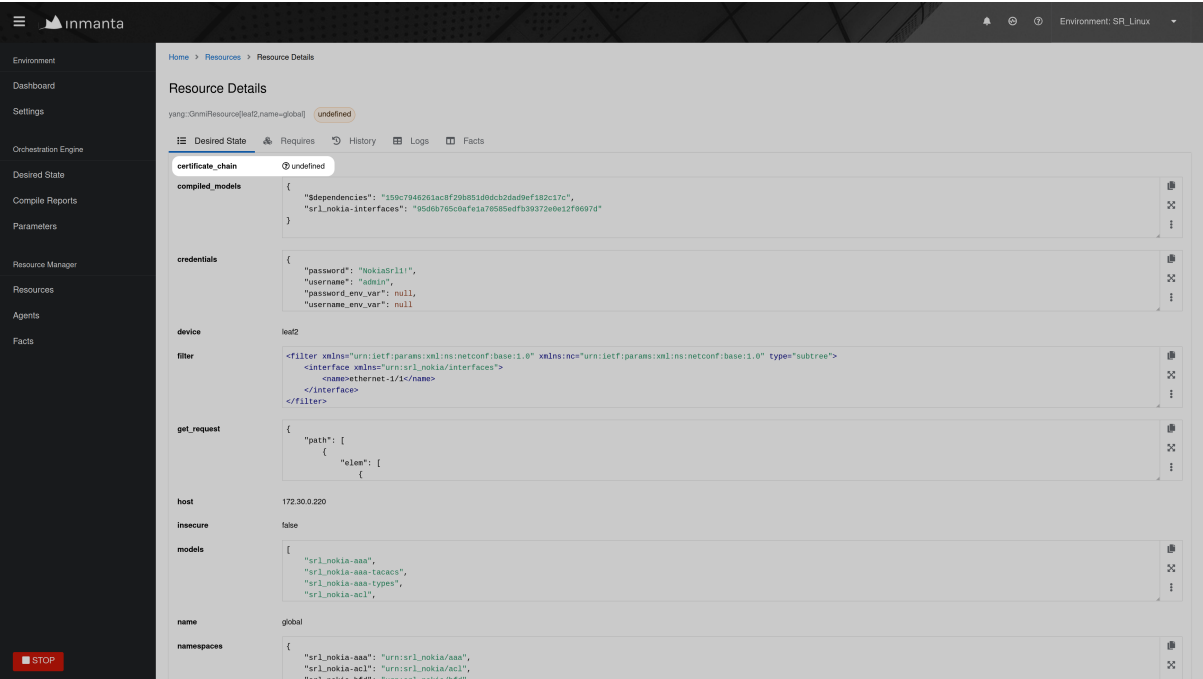 inmanta
Environment: SR_Linux
Environment
Dashboard
Settings
Orchestration Engine
Desired State
Compile Reports
Parameters
Resource Manager
Resources
Agents
Facts
STOP
Home > Resources > Resource Details
Resource Details
yang::GnmiResource[leaf2,name=global] undefined
Desired State Requires History Logs Facts
certificate_chain undefined
compiled_models {
"$dependencies": "159c7946261ac8f29b851d0dcb2dad9ef182c17c",
"srl_nokia-interfaces": "95d6b765c0afe1a70585edfb39372e0e12f0697d"
}
credentials {
"password": "NokiaSrl1!",
"username": "admin",
"password_env_var": null,
"username_env_var": null
device leaf2
filter <filter xmlns="urn:ietf:params:xml:ns:netconf:base:1.0" xmlns:nc="urn:ietf:params:xml:ns:netconf:base:1.0" type="subtree">
<interface xmlns="urn:srl_nokia/interfaces">
<name>ethernet-1/1</name>
</interface>
</filter>
get_request {
"path": [
{
"elem": [
{
host 172.30.0.220
insecure false
models [
"srl_nokia-aaa",
"srl_nokia-aaa-tacacs",
"srl_nokia-aaa-types",
"srl_nokia-acl",
name global
namespaces {
"srl_nokia-aaa": "urn:srl_nokia/aaa",
"srl_nokia-acl": "urn:srl_nokia/acl",